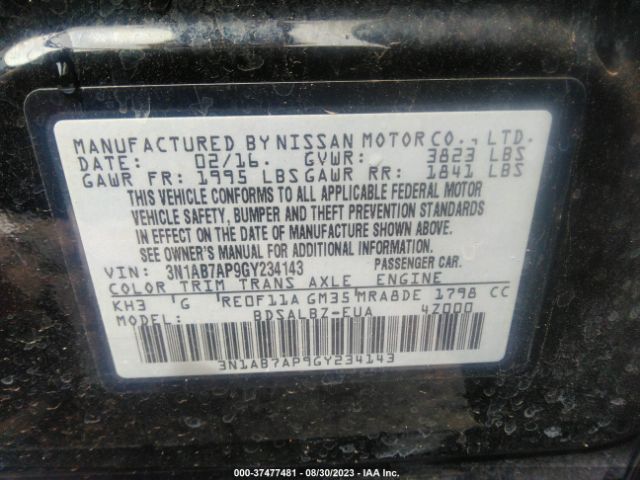 MANUFACTURED BY NISSAN MOTOR CO., LTD.
DATE: 02/16. GVWR: 3823 LBS
GAWR FR: 1995 LBS GAWR RR: 1841 LBS
THIS VEHICLE CONFORMS TO ALL APPLICABLE FEDERAL MOTOR
VEHICLE SAFETY, BUMPER AND THEFT PREVENTION STANDARDS
IN EFFECT ON THE DATE OF MANUFACTURE SHOWN ABOVE.
SEE OWNER'S MANUAL FOR ADDITIONAL INFORMATION.
VIN: 3N1AB7AP9GY234143 PASSENGER CAR.
COLOR TRIM TRANS AXLE ENGINE
KH3 G RE0F11A GM35 MRA8DE 1798 CC
MODEL: BDSALBZ-EUA 4Z000
3N1AB7AP9GY234143
000-37477481 - 08/30/2023 - IAA Inc.